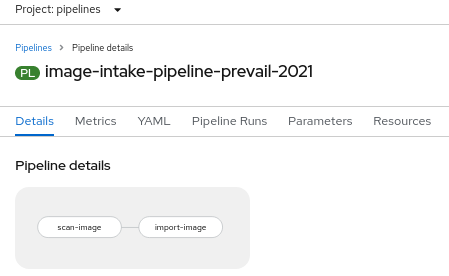 Project: pipelines
Pipelines > Pipeline details
PL image-intake-pipeline-prevail-2021
Details Metrics YAML Pipeline Runs Parameters Resources
Pipeline details
scan-image import-image